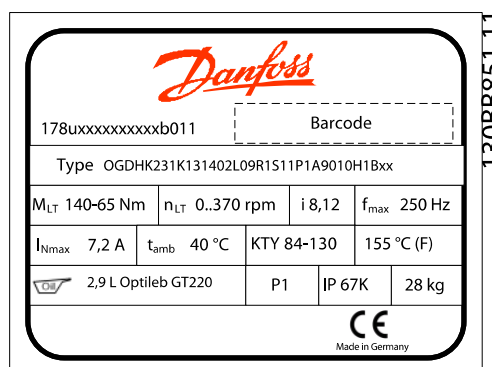 Danfoss
178uxxxxxxxxxxb011
Barcode
Type OGDHK231K131402L09R1S11P1A9010H1Bxx
MLT 140-65 Nm nLT 0..370 rpm i 8,12 fmax 250 Hz
INmax 7,2 A tamb 40 °C KTY 84-130 155 °C (F)
Oil 2,9 L Optileb GT220 P1 IP 67K 28 kg
CE
Made in Germany
130BB851.11